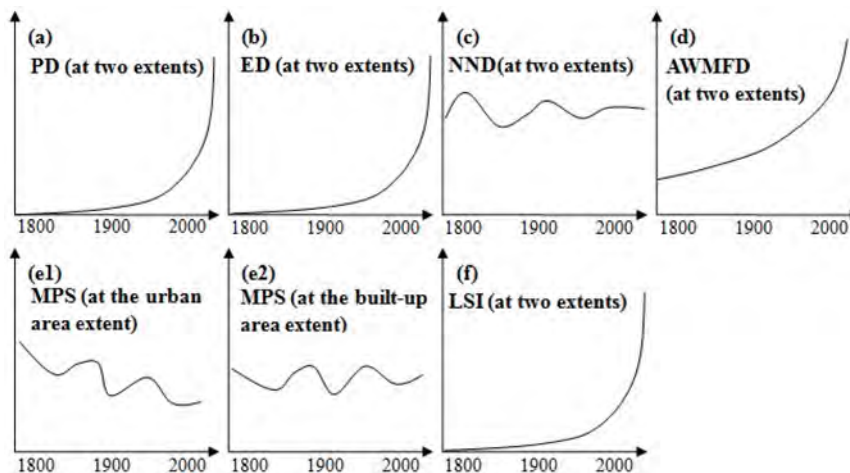 (a)
PD (at two extents)
1800 1900 2000
(b)
ED (at two extents)
1800 1900 2000
(c)
NND(at two extents)
1800 1900 2000
(d)
AWMFD
(at two extents)
1800 1900 2000
(e1)
MPS (at the urban
area extent)
1800 1900 2000
(e2)
MPS (at the built-up
area extent)
1800 1900 2000
(f)
LSI (at two extents)
1800 1900 2000